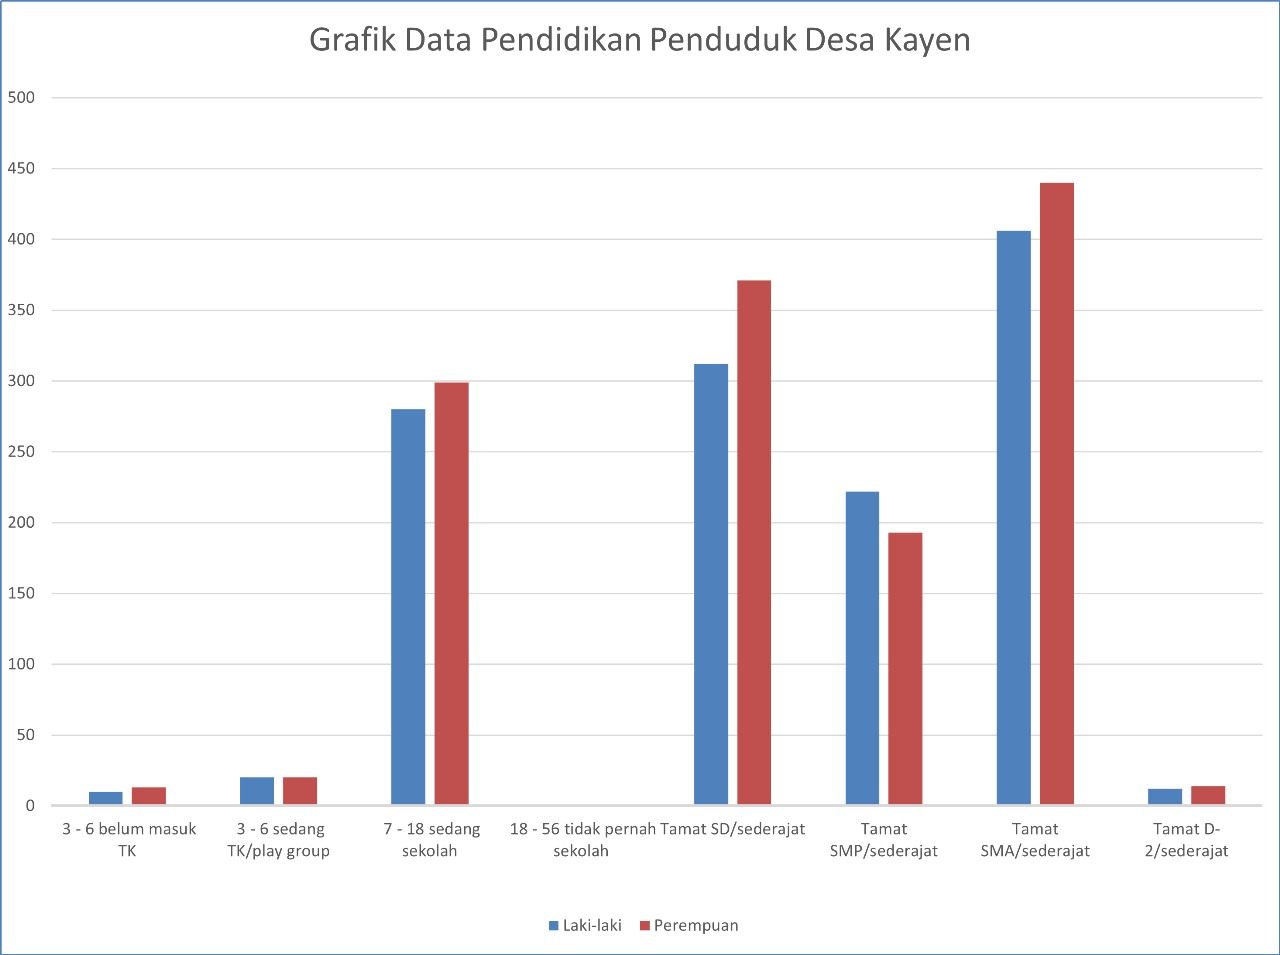 Grafik Data Pendidikan Penduduk Desa Kayen
500
450
400
350
300
250
200
150
100
50
0
3 - 6 belum masuk
TK
3 - 6 sedang
TK/play group
7 - 18 sedang
sekolah
18 - 56 tidak pernah
sekolah
Tamat SD/sederajat
Tamat
SMP/sederajat
Tamat
SMA/sederajat
Tamat D-
2/sederajat
Laki-laki
Perempuan